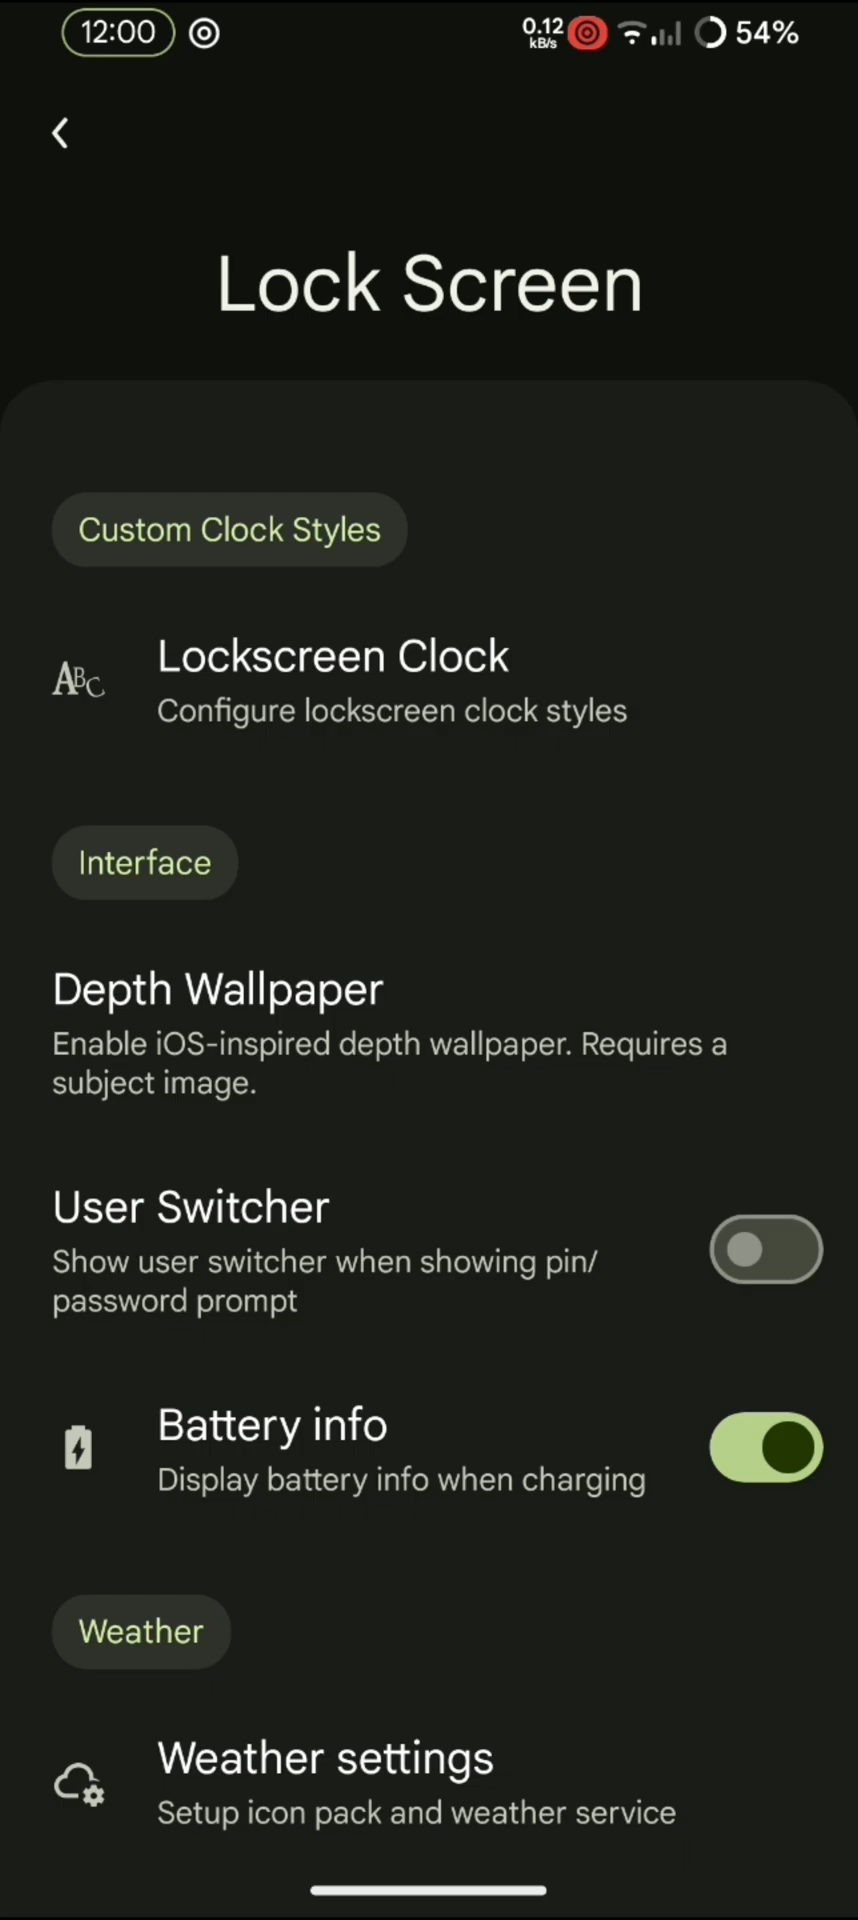 12:00
0.12
kB/s
54%
Lock Screen
Custom Clock Styles
ABC
Lockscreen Clock
Configure lockscreen clock styles
Interface
Depth Wallpaper
Enable iOS-inspired depth wallpaper. Requires a
subject image.
User Switcher
Show user switcher when showing pin/
password prompt
Battery info
Display battery info when charging
Weather
Weather settings
Setup icon pack and weather service